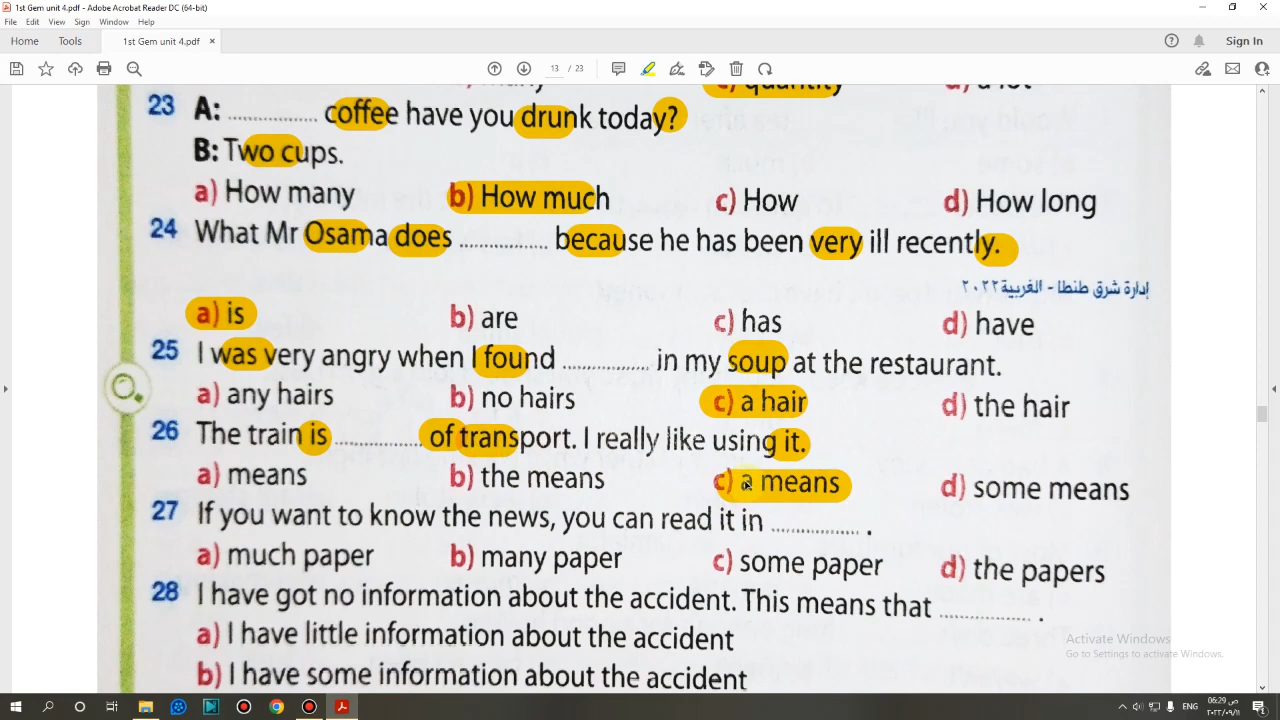 1st Gem unit 4.pdf - Adobe Acrobat Reader DC (64-bit)
File Edit View Sign Window Help
Home Tools 1st Gem unit 4.pdf × Sign In
13 / 23
many c) quantity d) a lot
23 A: ............ coffee have you drunk today?
B: Two cups.
a) How many b) How much c) How d) How long
24 What Mr Osama does ............ because he has been very ill recently.
إدارة شرق طنطا - الغربية ٢٠٢٢
a) is b) are c) has d) have
25 I was very angry when I found ............ in my soup at the restaurant.
a) any hairs b) no hairs c) a hair d) the hair
26 The train is ............ of transport. I really like using it.
a) means b) the means c) a means d) some means
27 If you want to know the news, you can read it in ............ .
a) much paper b) many paper c) some paper d) the papers
28 I have got no information about the accident. This means that ............ .
a) I have little information about the accident
b) I have some information about the accident
Activate Windows
Go to Settings to activate Windows.
ENG
06:29 ص